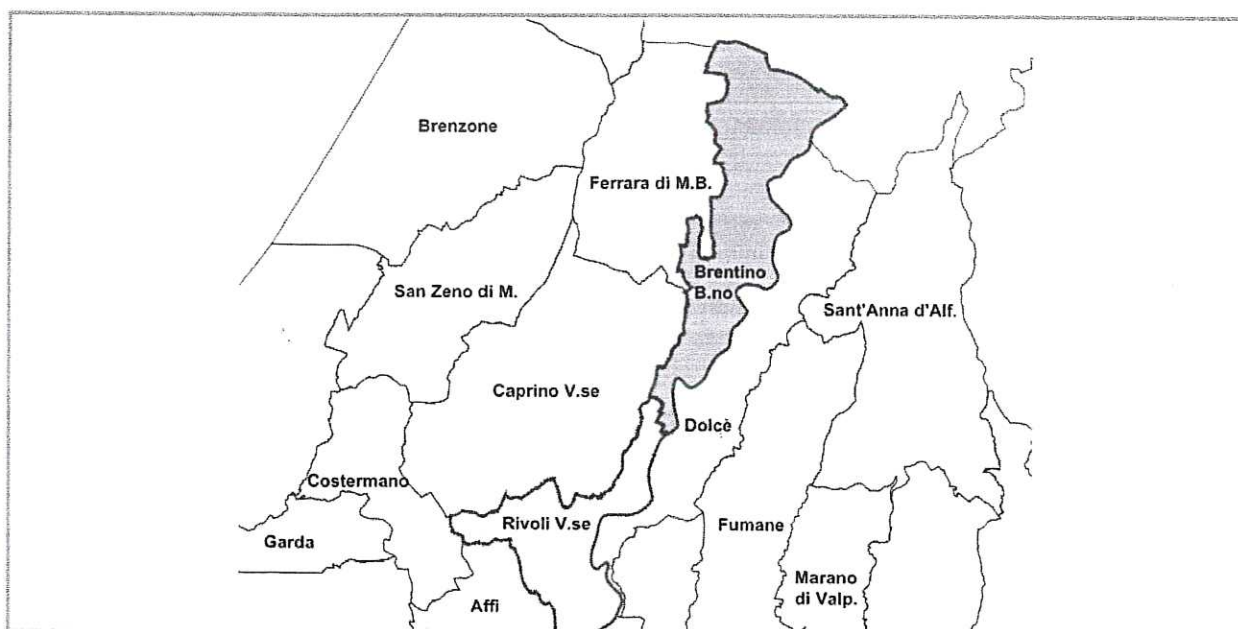 Brenzone
Ferrara di M.B.
Brentino
B.no
San Zeno di M.
Sant'Anna d'Alf.
Caprino V.se
Dolcè
Costermano
Rivoli V.se
Fumane
Garda
Marano
di Valp.
Affi